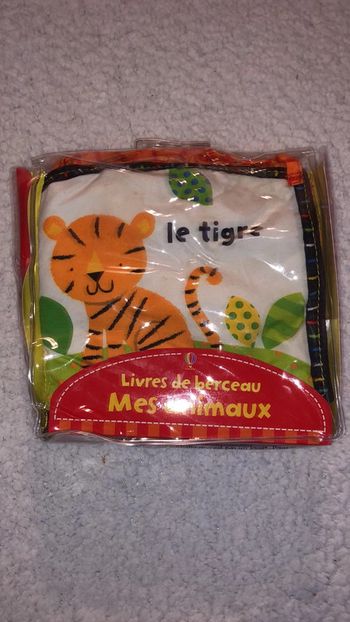 le tigre
Livres de berceau
Mes animaux